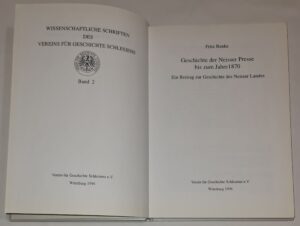 WISSENSCHAFTLICHE SCHRIFTEN
DES
VEREINS FÜR GESCHICHTE SCHLESIENS
Band 2
Verein für Geschichte Schlesiens e.V.
Würzburg 1996
Fritz
Geschichte der Neisser Presse
bis zum Jahre 1870
Ein Beitrag zur Geschichte des Neisser Landes
Verein für Geschichte Schlesiens e.V.
Würzburg 1996